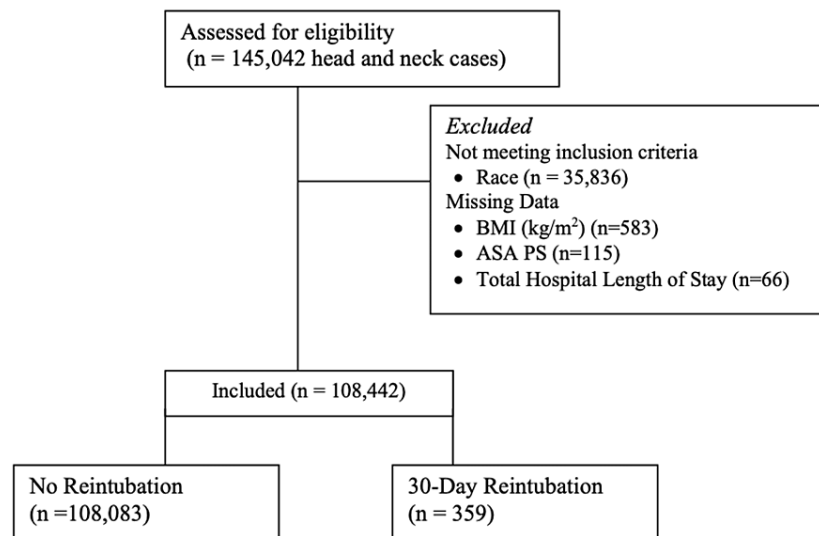 Assessed for eligibility
(n = 145,042 head and neck cases)
Excluded
Not meeting inclusion criteria
• Race (n = 35,836)
Missing Data
• BMI (kg/m²) (n=583)
• ASA PS (n=115)
• Total Hospital Length of Stay (n=66)
Included (n = 108,442)
No Reintubation
(n =108,083)
30-Day Reintubation
(n = 359)